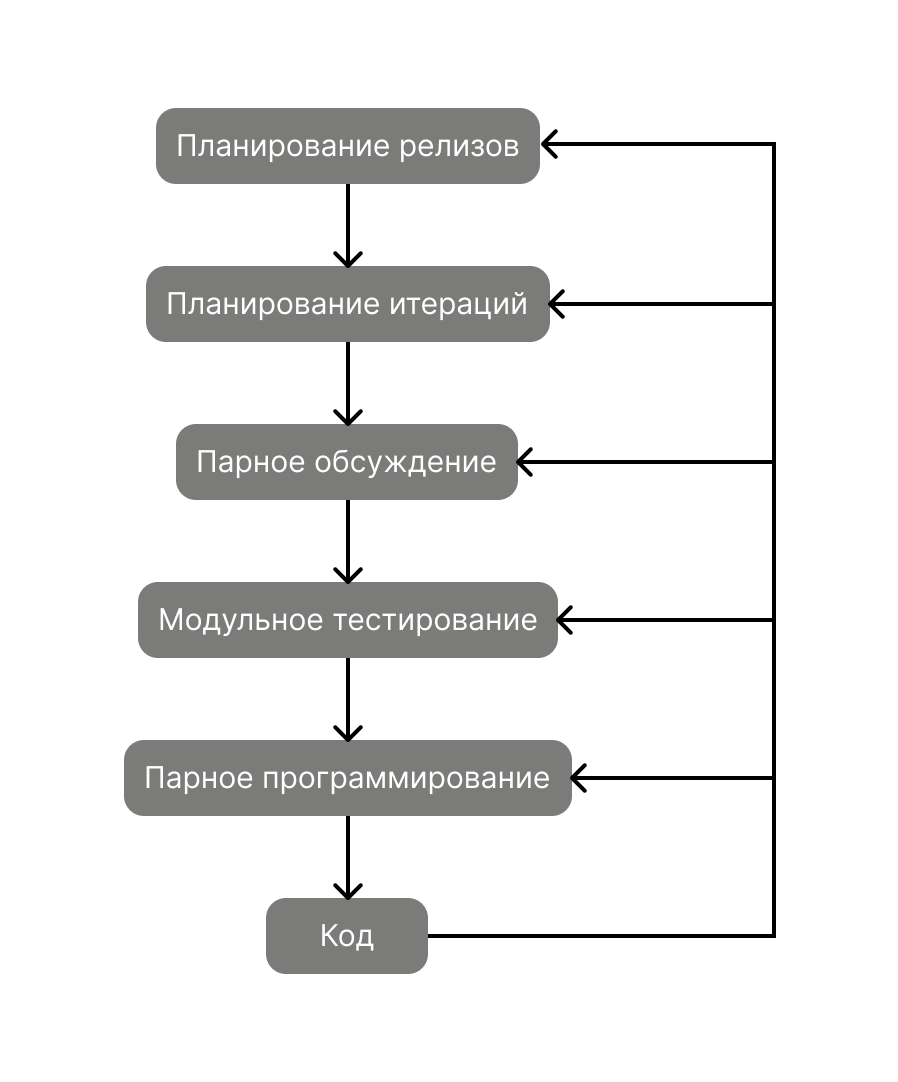 Планирование релизов
Планирование итераций
Парное обсуждение
Модульное тестирование
Парное программирование
Код